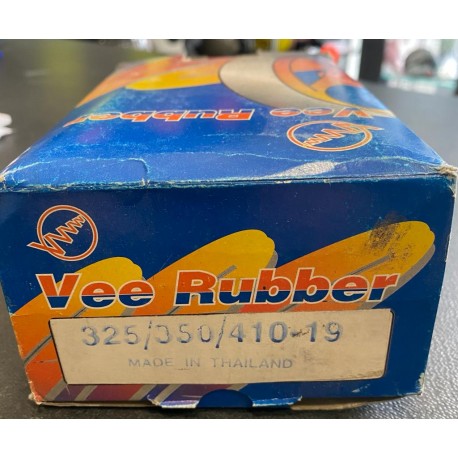 Vee Rubber
Vee Rubber
325/350/410-19
MADE IN THAILAND